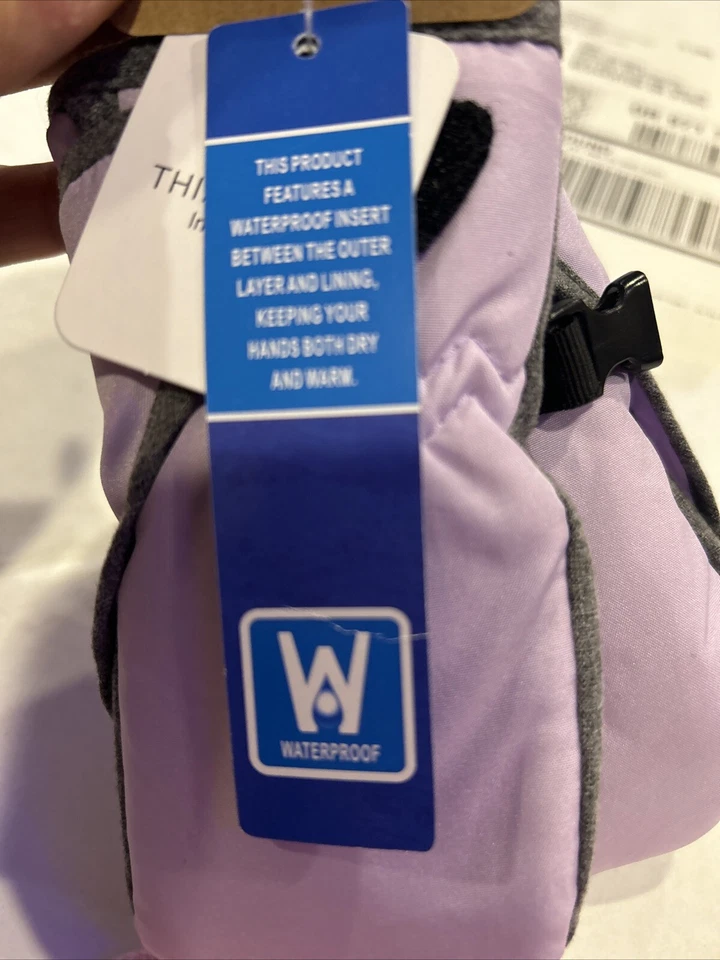 THIS PRODUCT
FEATURES A
WATERPROOF INSERT
BETWEEN THE OUTER
LAYER AND LINING,
KEEPING YOUR
HANDS BOTH DRY
AND WARM.
W
WATERPROOF